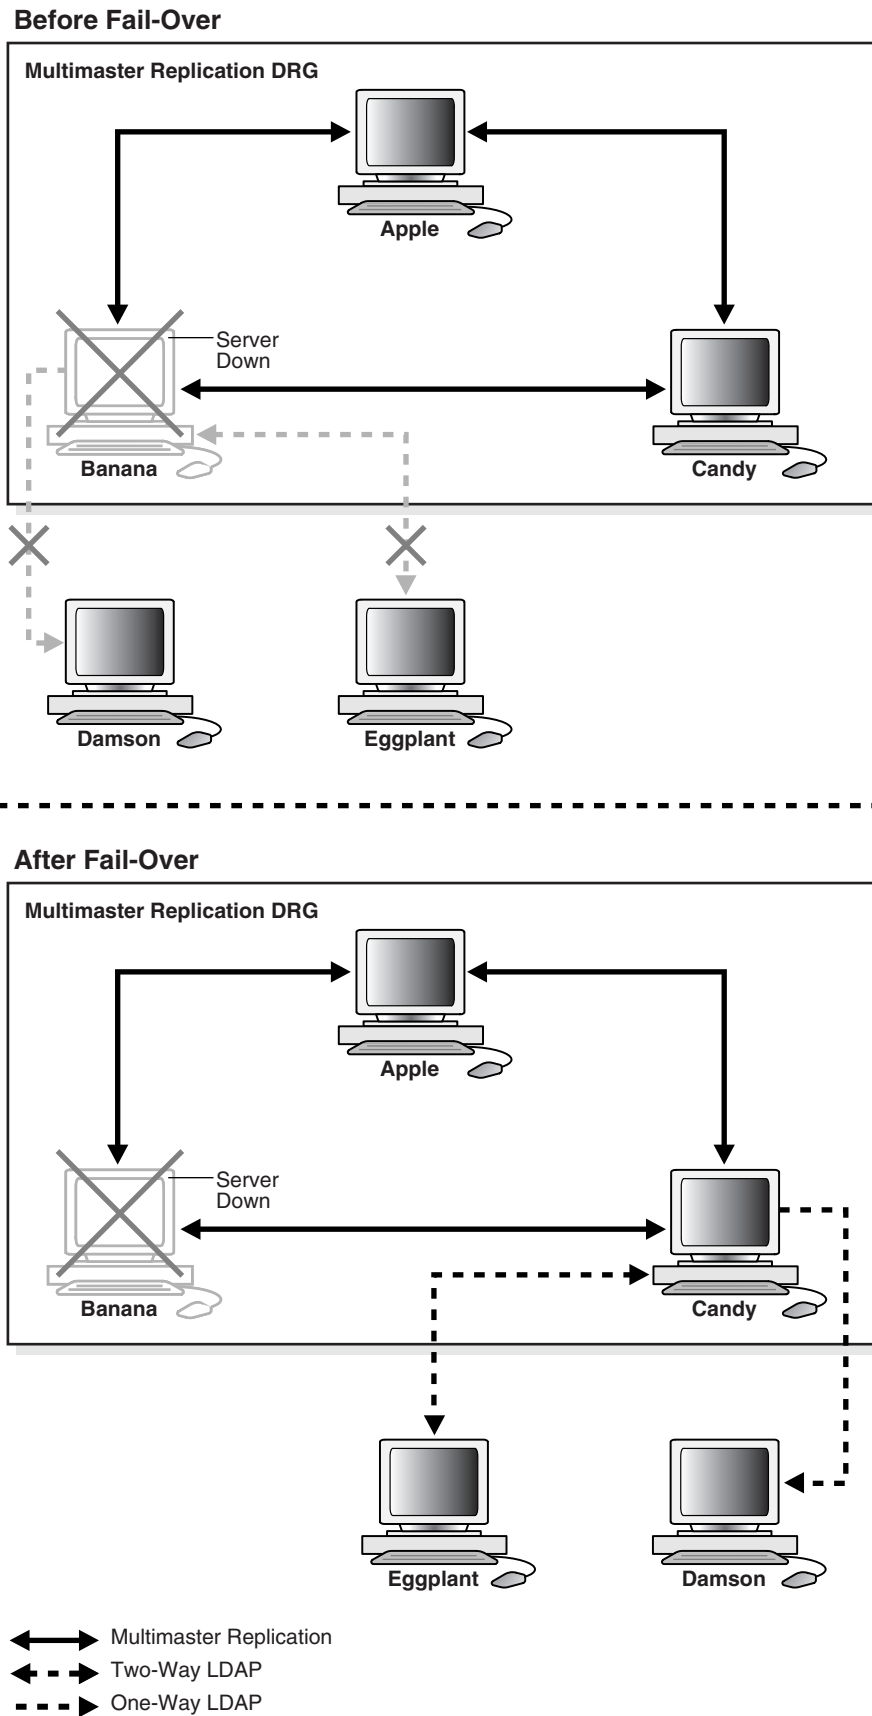 Before Fail-Over
Multimaster Replication DRG
Apple
Server
Down
Banana
Candy
Damson
Eggplant
After Fail-Over
Multimaster Replication DRG
Apple
Server
Down
Banana
Candy
Eggplant
Damson
Multimaster Replication
Two-Way LDAP
One-Way LDAP